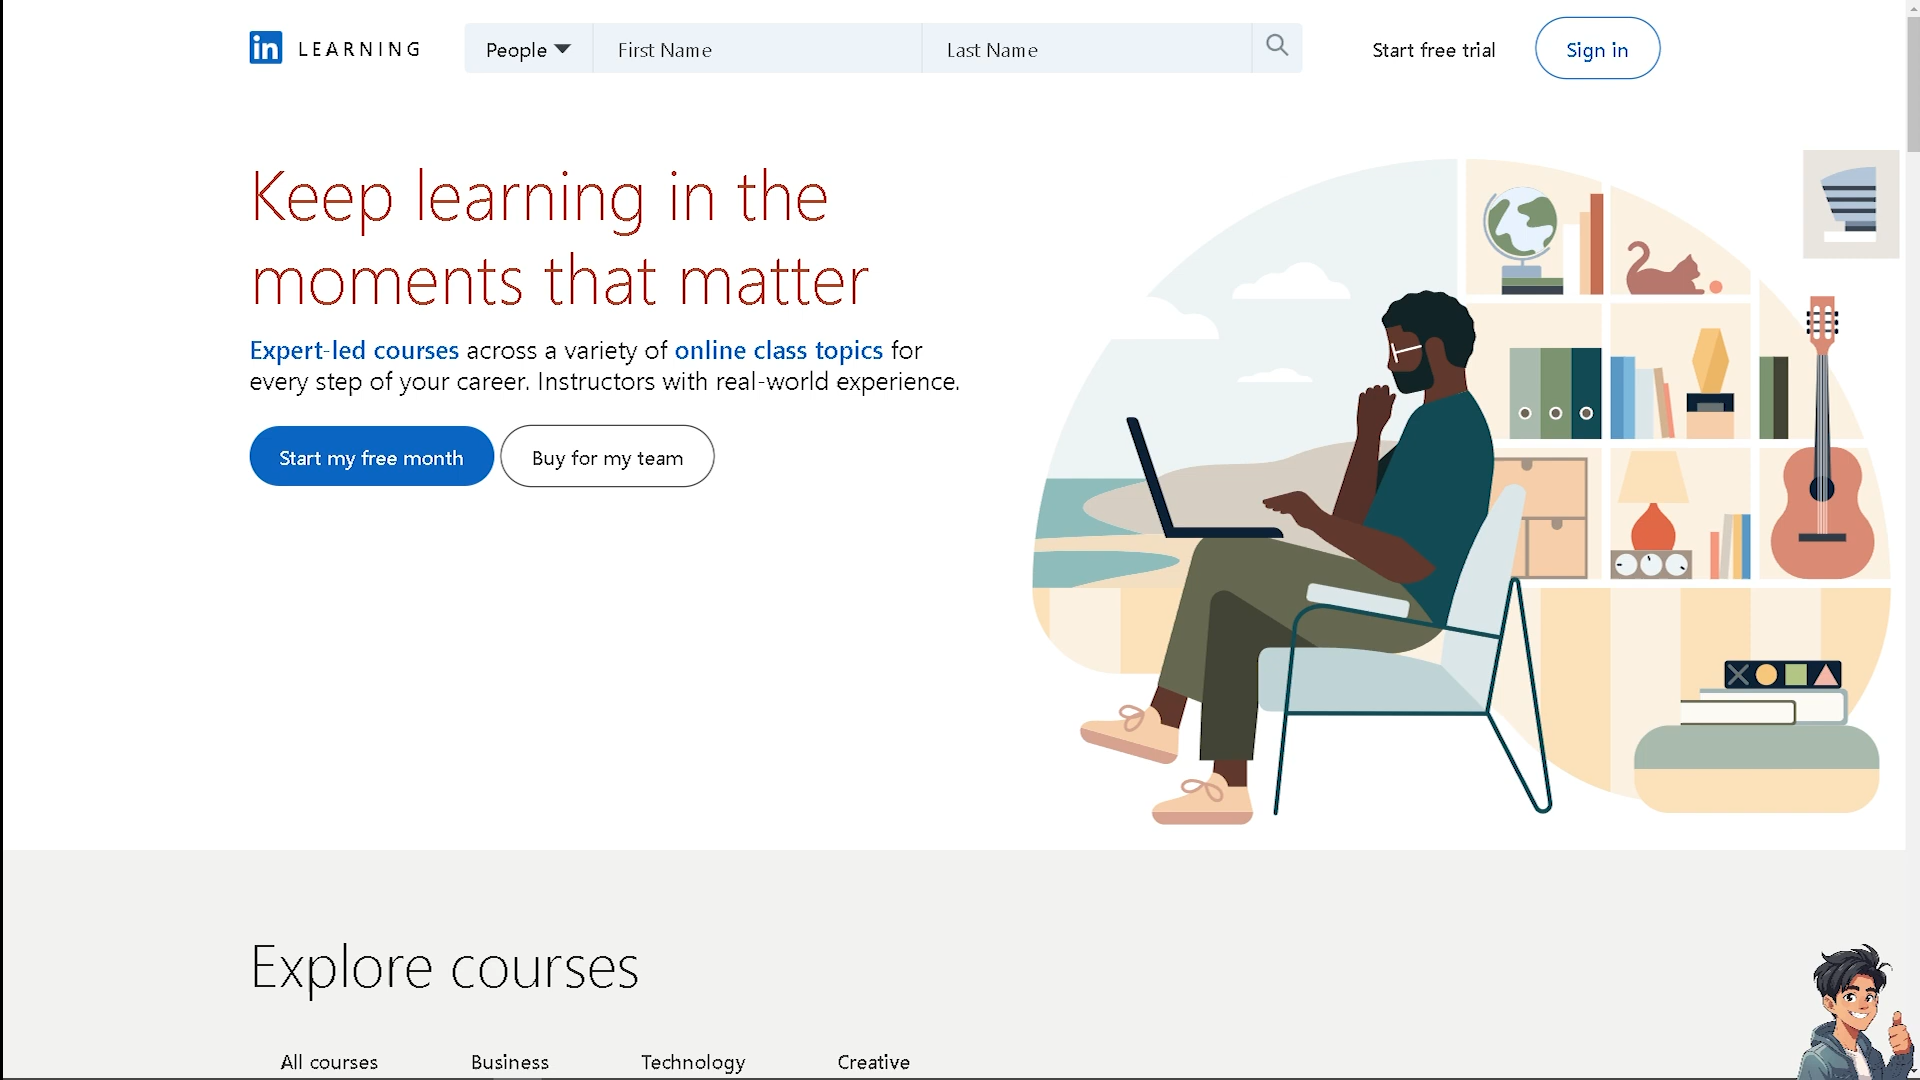 in LEARNING
People First Name Last Name
Start free trial Sign in
Keep learning in the
moments that matter
Expert-led courses across a variety of online class topics for
every step of your career. Instructors with real-world experience.
Start my free month Buy for my team
Explore courses
All courses Business Technology Creative